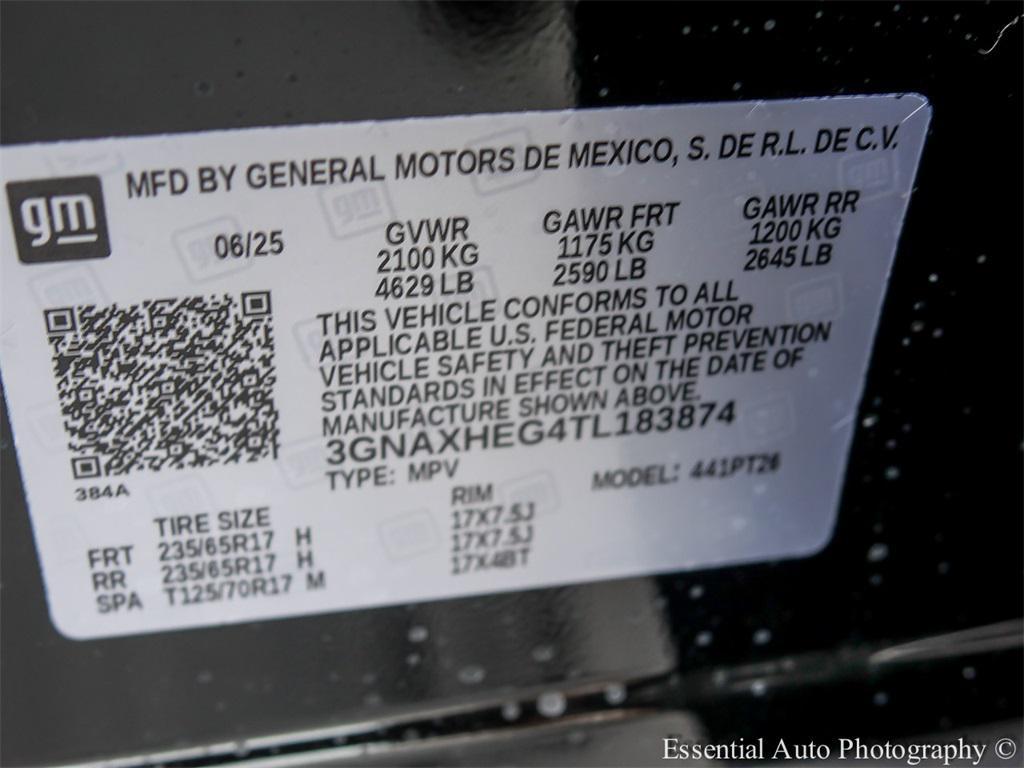 MFD BY GENERAL MOTORS DE MEXICO, S. DE R.L. DE C.V.
gm
06/25
GVWR
2100 KG
4629 LB
GAWR FRT
1175 KG
2590 LB
GAWR RR
1200 KG
2645 LB
THIS VEHICLE CONFORMS TO ALL
APPLICABLE U.S. FEDERAL MOTOR
VEHICLE SAFETY AND THEFT PREVENTION
STANDARDS IN EFFECT ON THE DATE OF
MANUFACTURE SHOWN ABOVE.
3GNAXHEG4TL183874
TYPE: MPV MODEL: 441PT26
384A
TIRE SIZE RIM
FRT 235/65R17 H 17X7.5J
RR 235/65R17 H 17X7.5J
SPA T125/70R17 M 17X4BT
Essential Auto Photography ©